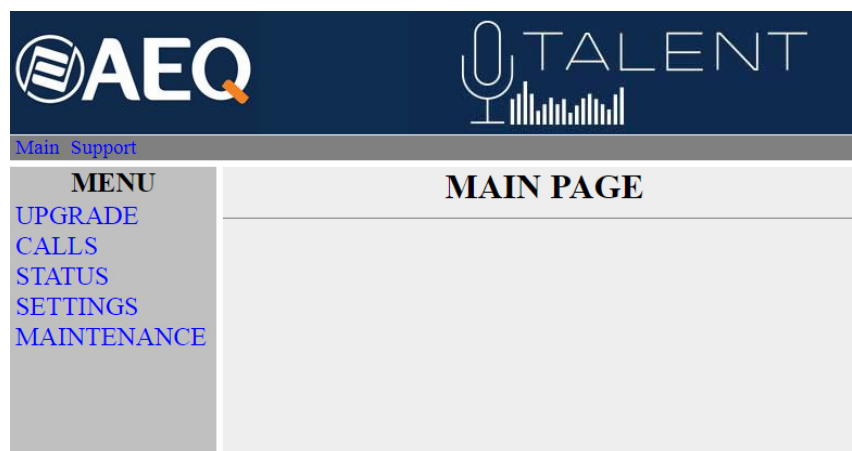 AEQ
TALENT
Main Support
MENU
UPGRADE
CALLS
STATUS
SETTINGS
MAINTENANCE
MAIN PAGE